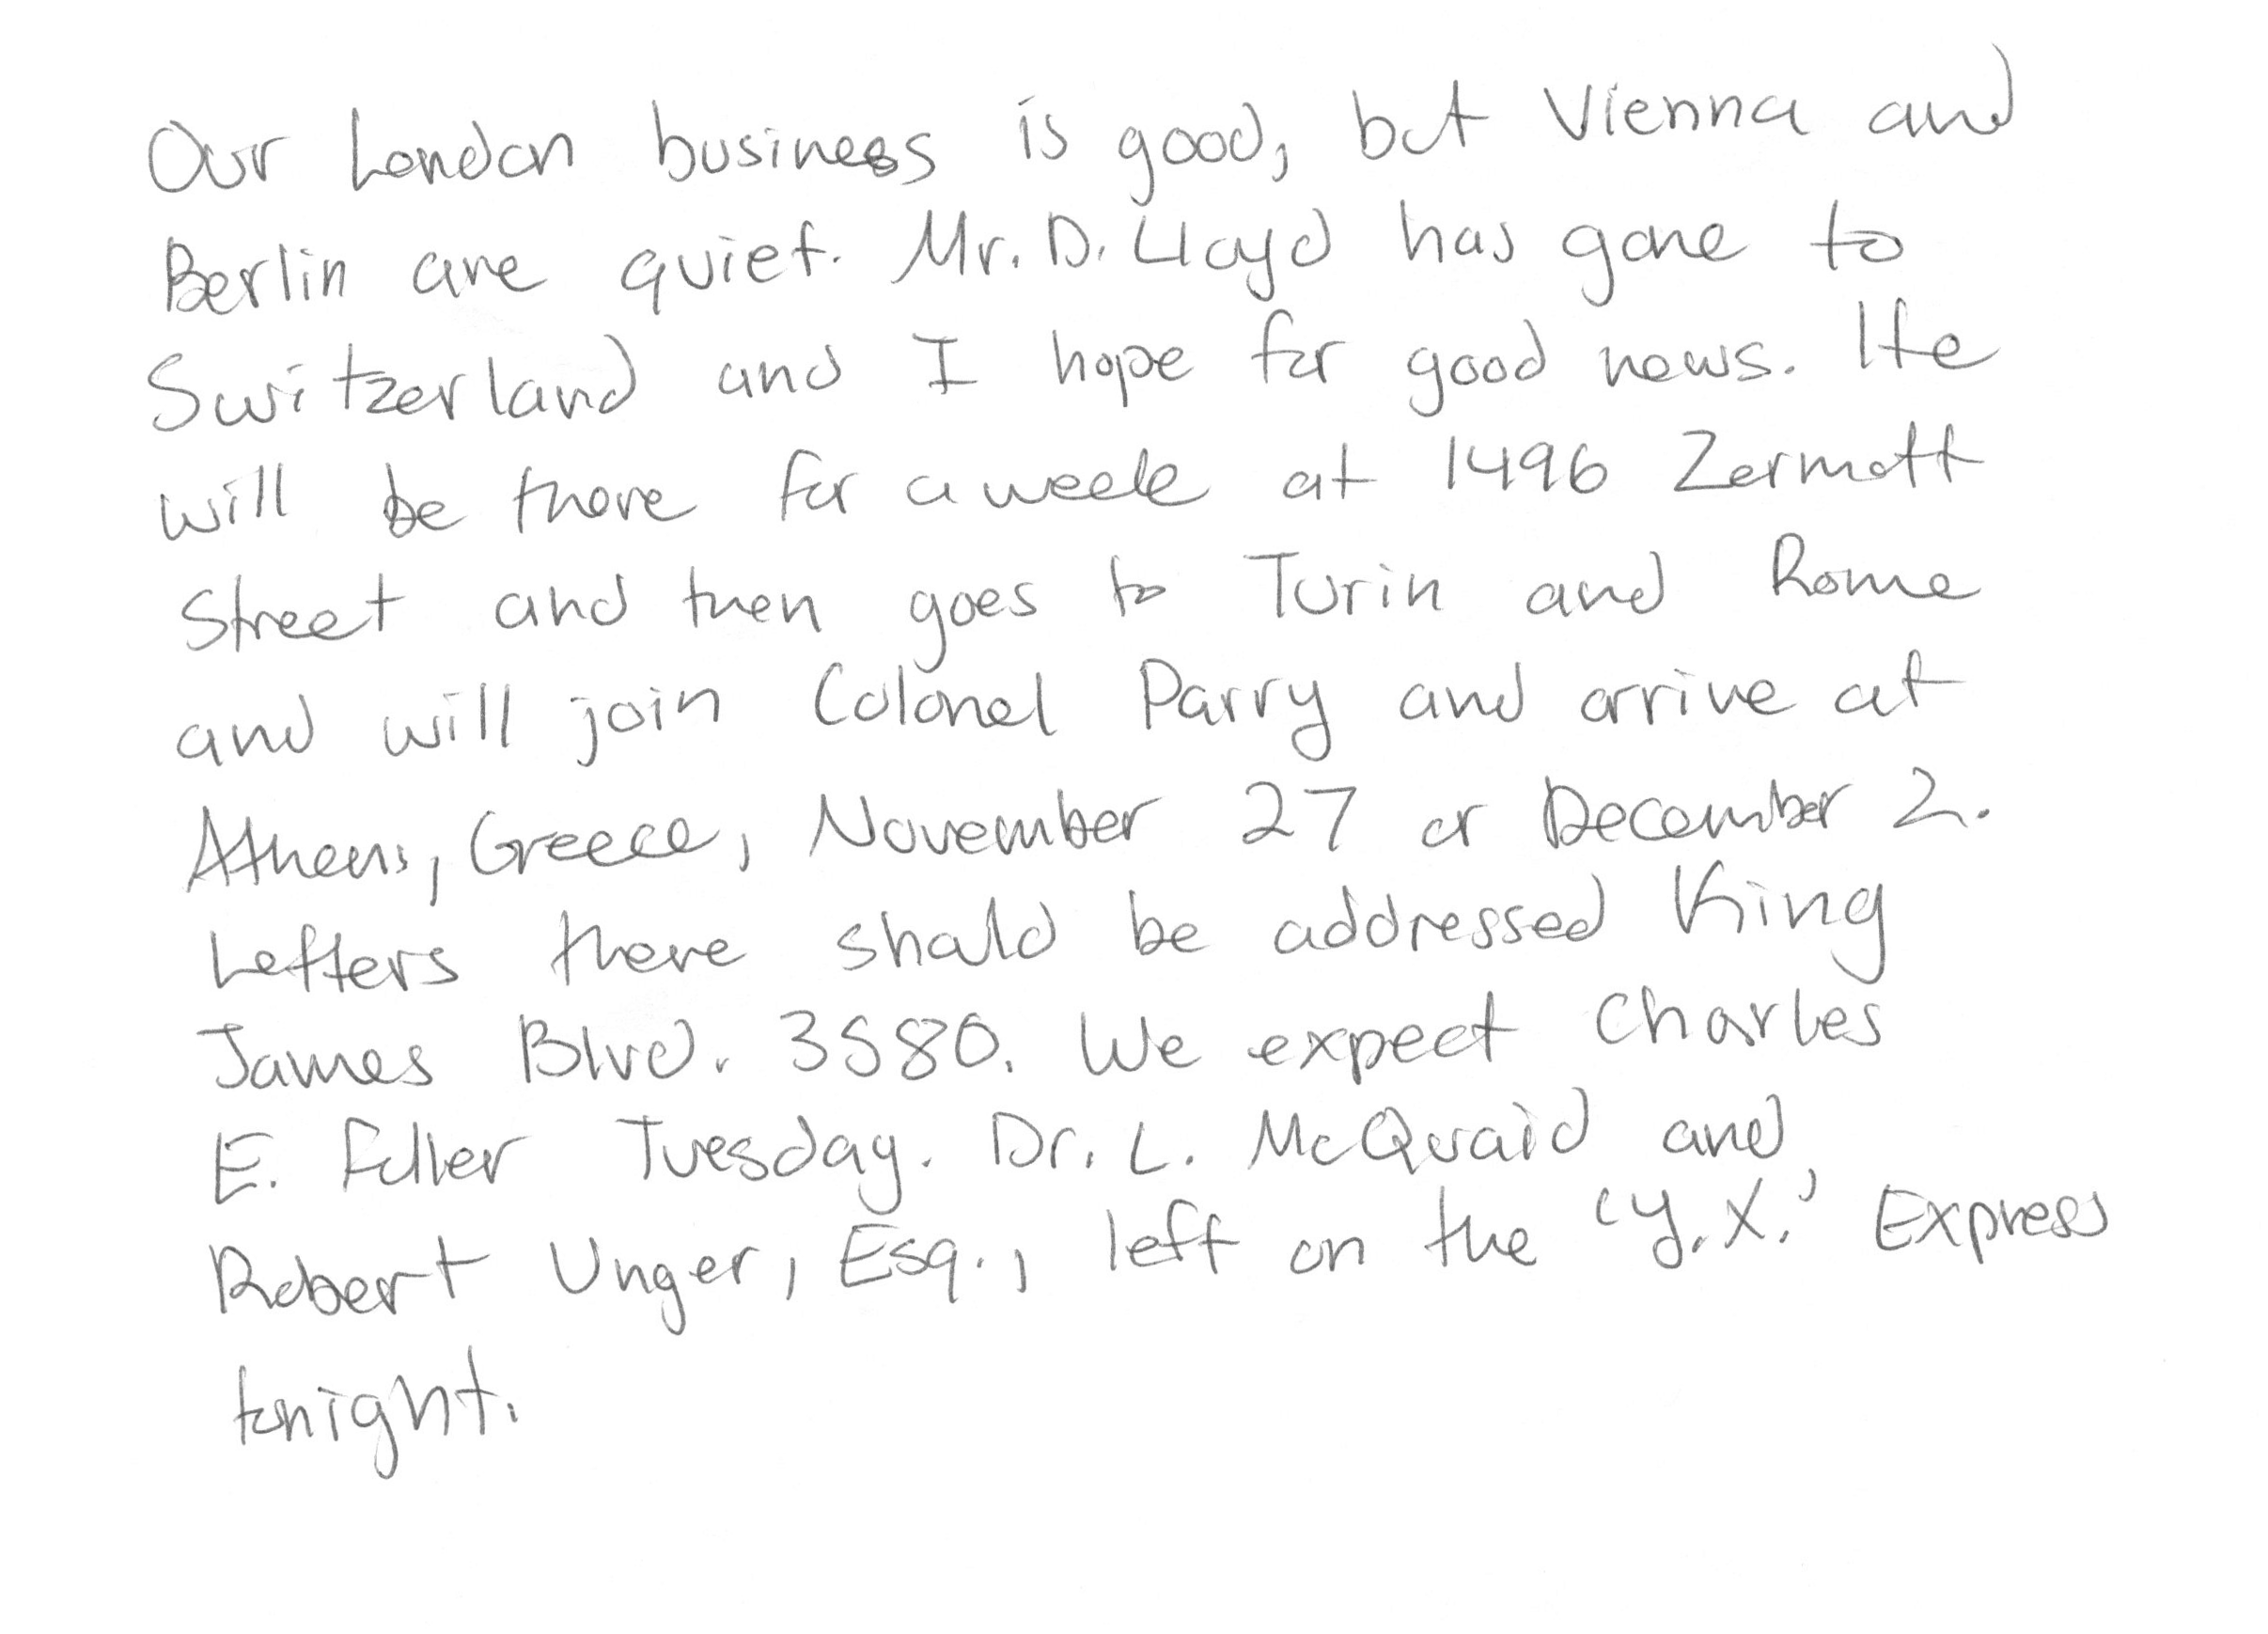 Our London business is good, but Vienna and
Berlin are quiet. Mr. D. Lloyd has gone to
Switzerland and I hope for good news. He
will be there for a week at 1496 Zermott
Street and then goes to Turin and Rome
and will join Colonel Parry and arrive at
Athens, Greece, November 27 or December 2.
Letters there should be addressed King
James Blvd. 3580. We expect Charles
E. Fuller Tuesday. Dr. L. McQuaid and
Robert Unger, Esq., left on the 'Y.X.' Express
tonight.